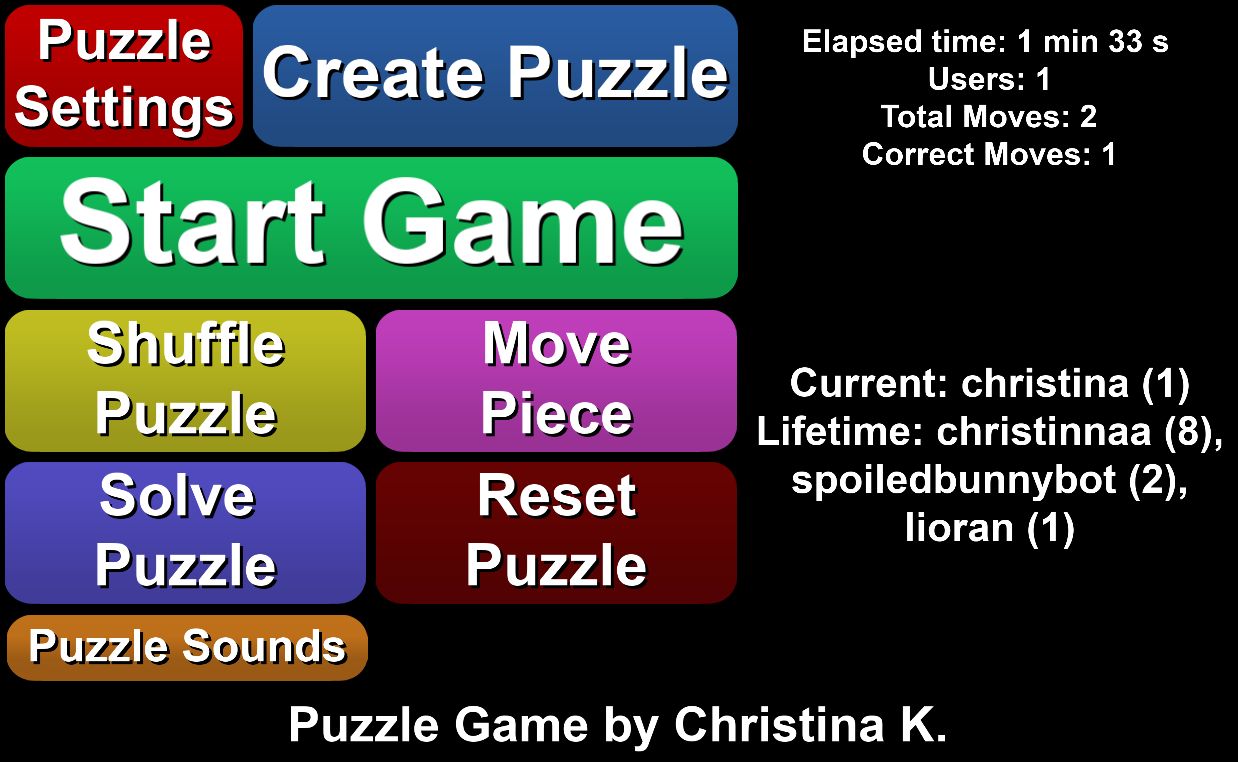 Puzzle
Settings
Create Puzzle
Elapsed time: 1 min 33 s
Users: 1
Total Moves: 2
Correct Moves: 1
Start Game
Shuffle
Puzzle
Move
Piece
Current: christina (1)
Lifetime: christinnaa (8),
spoiledbunnybot (2),
lioran (1)
Solve
Puzzle
Reset
Puzzle
Puzzle Sounds
Puzzle Game by Christina K.